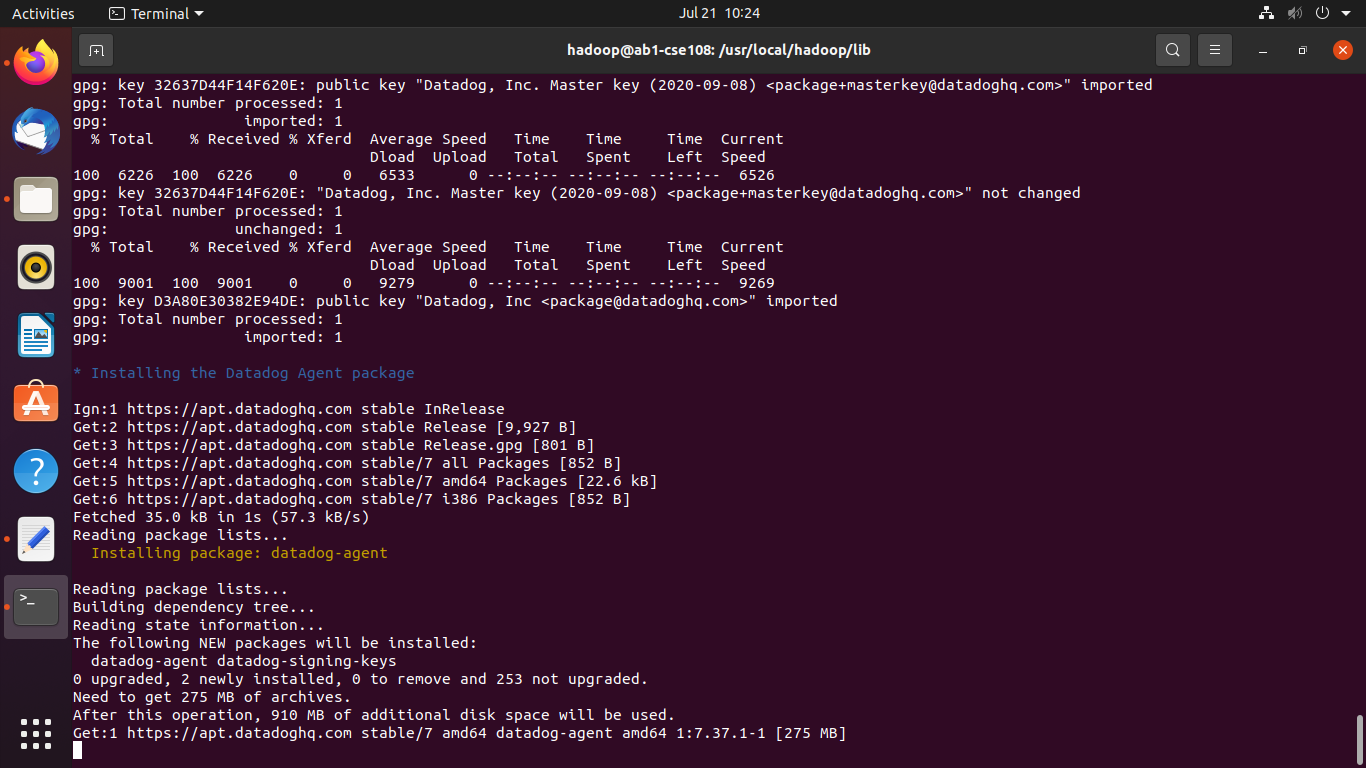 Activities Terminal Jul 21 10:24
hadoop@ab1-cse108: /usr/local/hadoop/lib
gpg: key 32637D44F14F620E: public key "Datadog, Inc. Master key (2020-09-08) <package+masterkey@datadoghq.com>" imported
gpg: Total number processed: 1
gpg:               imported: 1
  % Total    % Received % Xferd  Average Speed   Time    Time     Time  Current
                                 Dload  Upload   Total   Spent    Left  Speed
100  6226  100  6226    0     0   6533      0 --:--:-- --:--:-- --:--:--  6526
gpg: key 32637D44F14F620E: "Datadog, Inc. Master key (2020-09-08) <package+masterkey@datadoghq.com>" not changed
gpg: Total number processed: 1
gpg:              unchanged: 1
  % Total    % Received % Xferd  Average Speed   Time    Time     Time  Current
                                 Dload  Upload   Total   Spent    Left  Speed
100  9001  100  9001    0     0   9279      0 --:--:-- --:--:-- --:--:--  9269
gpg: key D3A80E30382E94DE: public key "Datadog, Inc <package@datadoghq.com>" imported
gpg: Total number processed: 1
gpg:               imported: 1
* Installing the Datadog Agent package
Ign:1 https://apt.datadoghq.com stable InRelease
Get:2 https://apt.datadoghq.com stable Release [9,927 B]
Get:3 https://apt.datadoghq.com stable Release.gpg [801 B]
Get:4 https://apt.datadoghq.com stable/7 all Packages [852 B]
Get:5 https://apt.datadoghq.com stable/7 amd64 Packages [22.6 kB]
Get:6 https://apt.datadoghq.com stable/7 i386 Packages [852 B]
Fetched 35.0 kB in 1s (57.3 kB/s)
Reading package lists...
  Installing package: datadog-agent
Reading package lists...
Building dependency tree...
Reading state information...
The following NEW packages will be installed:
  datadog-agent datadog-signing-keys
0 upgraded, 2 newly installed, 0 to remove and 253 not upgraded.
Need to get 275 MB of archives.
After this operation, 910 MB of additional disk space will be used.
Get:1 https://apt.datadoghq.com stable/7 amd64 datadog-agent amd64 1:7.37.1-1 [275 MB]